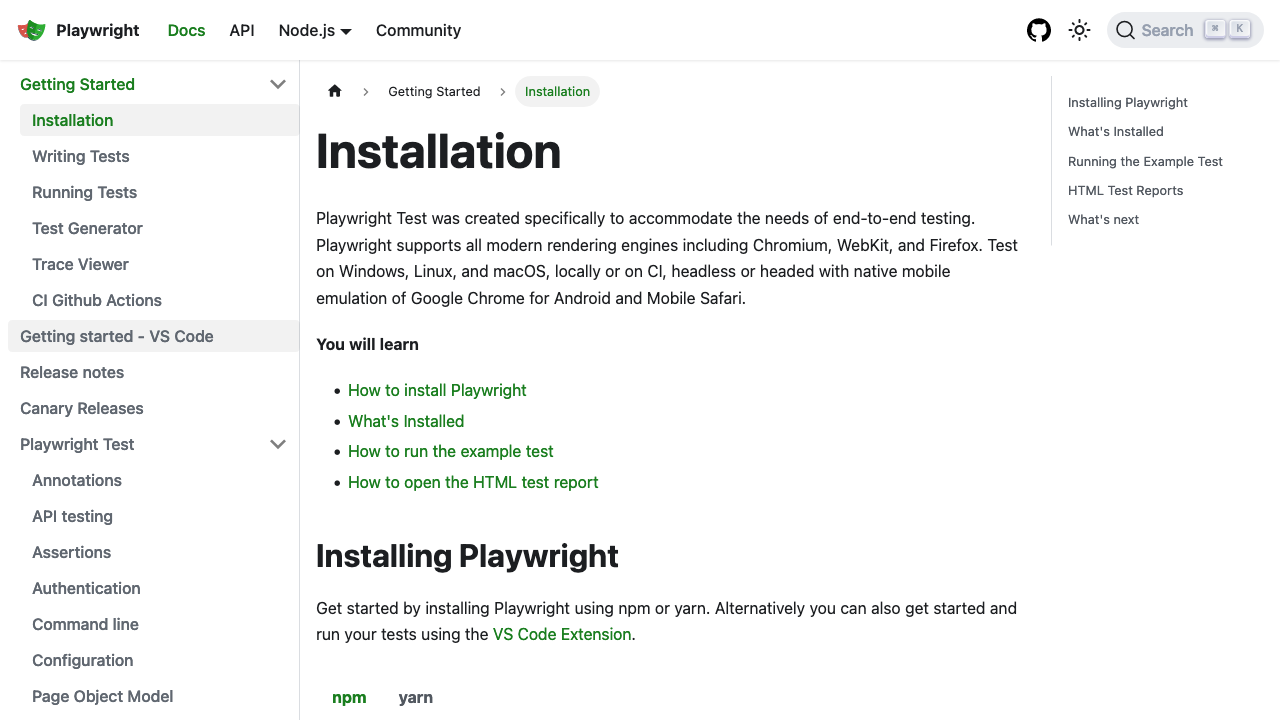 Playwright
Docs
API
Node.js
Community
Search
⌘
K
Getting Started
Installation
Writing Tests
Running Tests
Test Generator
Trace Viewer
CI Github Actions
Getting started - VS Code
Release notes
Canary Releases
Playwright Test
Annotations
API testing
Assertions
Authentication
Command line
Configuration
Page Object Model
Getting Started
Installation
Installation
Playwright Test was created specifically to accommodate the needs of end-to-end testing.
Playwright supports all modern rendering engines including Chromium, WebKit, and Firefox. Test
on Windows, Linux, and macOS, locally or on CI, headless or headed with native mobile
emulation of Google Chrome for Android and Mobile Safari.
You will learn
• How to install Playwright
• What's Installed
• How to run the example test
• How to open the HTML test report
Installing Playwright
Get started by installing Playwright using npm or yarn. Alternatively you can also get started and
run your tests using the VS Code Extension.
npm
yarn
Installing Playwright
What's Installed
Running the Example Test
HTML Test Reports
What's next